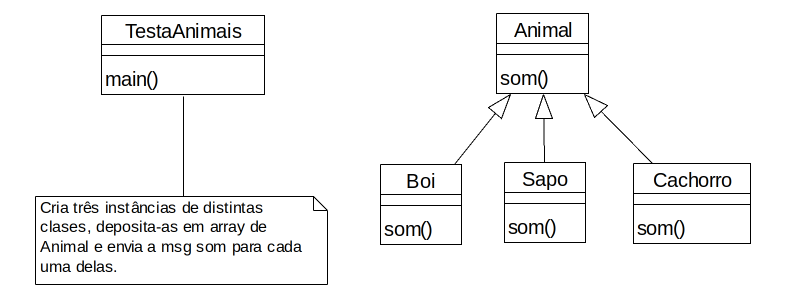 TestaAnimais
main()
Cria três instâncias de distintas
clases, deposita-as em array de
Animal e envia a msg som para cada
uma delas.
Animal
som()
Boi
som()
Sapo
som()
Cachorro
som()